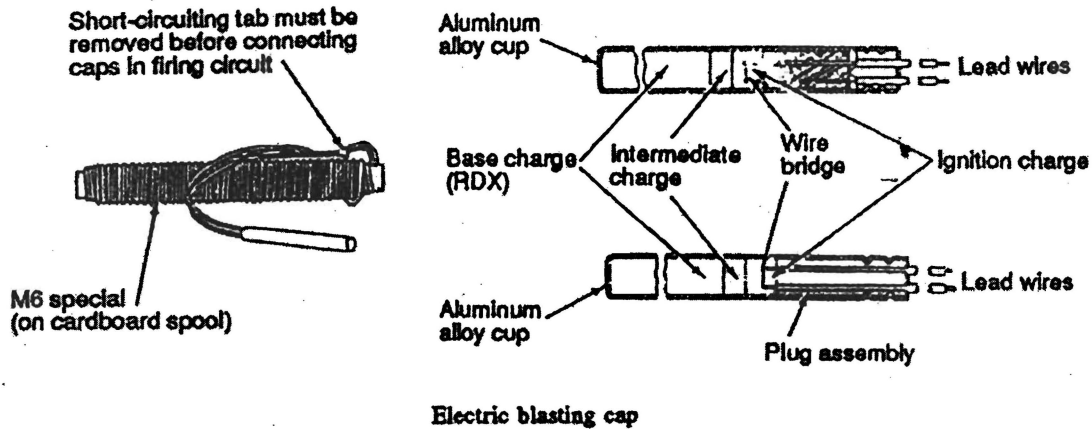 Short-circuiting tab must be
removed before connecting
caps in firing circuit
M6 special
(on cardboard spool)
Aluminum
alloy cup
Lead wires
Base charge
(RDX)
Intermediate
charge
Wire
bridge
Ignition charge
Aluminum
alloy cup
Lead wires
Plug assembly
Electric blasting cap